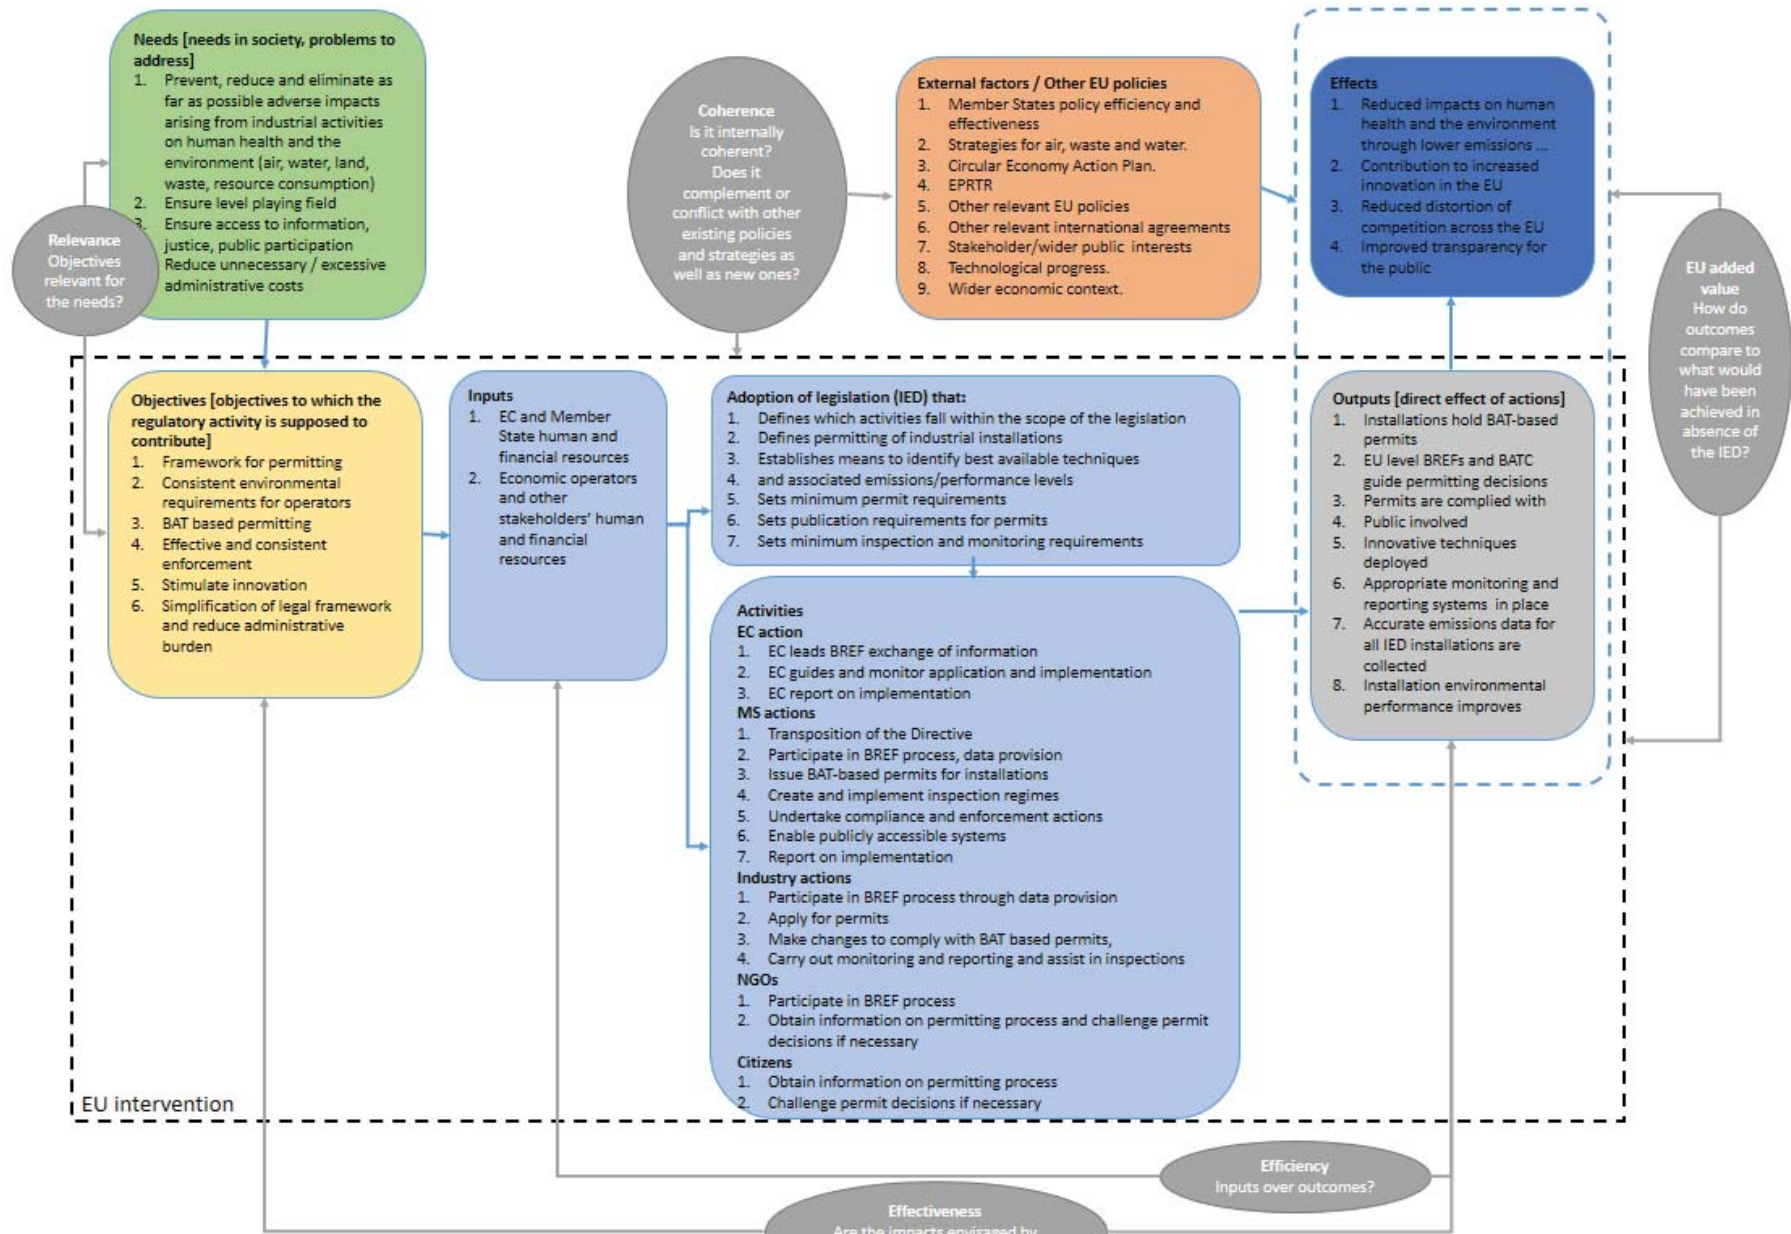 Needs [needs in society, problems to
address]
1. Prevent, reduce and eliminate as
far as possible adverse impacts
arising from industrial activities
on human health and the
environment (air, water, land,
waste, resource consumption)
2. Ensure level playing field
3. Ensure access to information,
justice, public participation
Reduce unnecessary / excessive
administrative costs
Relevance
Objectives
relevant for
the needs?
Coherence
Is it internally
coherent?
Does it
complement or
conflict with other
existing policies
and strategies as
well as new ones?
External factors / Other EU policies
1. Member States policy efficiency and
effectiveness
2. Strategies for air, waste and water.
3. Circular Economy Action Plan.
4. EPRTR
5. Other relevant EU policies
6. Other relevant international agreements
7. Stakeholder/wider public interests
8. Technological progress.
9. Wider economic context.
Effects
1. Reduced impacts on human
health and the environment
through lower emissions ...
2. Contribution to increased
innovation in the EU
3. Reduced distortion of
competition across the EU
4. Improved transparency for
the public
EU added
value
How do
outcomes
compare to
what would
have been
achieved in
absence of
the IED?
Objectives [objectives to which the
regulatory activity is supposed to
contribute]
1. Framework for permitting
2. Consistent environmental
requirements for operators
3. BAT based permitting
4. Effective and consistent
enforcement
5. Stimulate innovation
6. Simplification of legal framework
and reduce administrative
burden
Inputs
1. EC and Member
State human and
financial resources
2. Economic operators
and other
stakeholders' human
and financial
resources
Adoption of legislation (IED) that:
1. Defines which activities fall within the scope of the legislation
2. Defines permitting of industrial installations
3. Establishes means to identify best available techniques
4. and associated emissions/performance levels
5. Sets minimum permit requirements
6. Sets publication requirements for permits
7. Sets minimum inspection and monitoring requirements
Activities
EC action
1. EC leads BREF exchange of information
2. EC guides and monitor application and implementation
3. EC report on implementation
MS actions
1. Transposition of the Directive
2. Participate in BREF process, data provision
3. Issue BAT-based permits for installations
4. Create and implement inspection regimes
5. Undertake compliance and enforcement actions
6. Enable publicly accessible systems
7. Report on implementation
Industry actions
1. Participate in BREF process through data provision
2. Apply for permits
3. Make changes to comply with BAT based permits,
4. Carry out monitoring and reporting and assist in inspections
NGOs
1. Participate in BREF process
2. Obtain information on permitting process and challenge permit
decisions if necessary
Citizens
1. Obtain information on permitting process
2. Challenge permit decisions if necessary
Outputs [direct effect of actions]
1. Installations hold BAT-based
permits
2. EU level BREFs and BATC
guide permitting decisions
3. Permits are complied with
4. Public involved
5. Innovative techniques
deployed
6. Appropriate monitoring and
reporting systems in place
7. Accurate emissions data for
all IED installations are
collected
8. Installation environmental
performance improves
EU intervention
Efficiency
Inputs over outcomes?
Effectiveness
Are the impacts envisaged by